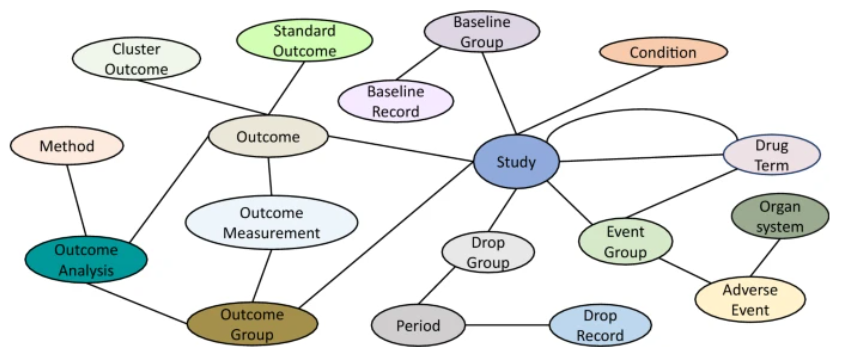 Baseline
Group
Standard
Outcome
Cluster
Outcome
Condition
Baseline
Record
Outcome
Method
Study
Drug
Term
Outcome
Measurement
Organ
system
Event
Group
Drop
Group
Outcome
Analysis
Adverse
Event
Outcome
Group
Period
Drop
Record